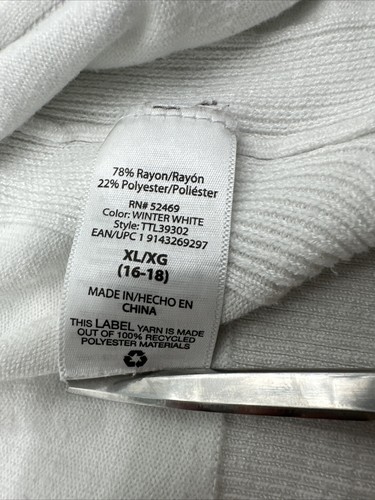 78% Rayon/Rayón
22% Polyester/Poliéster
RN# 52469
Color: WINTER WHITE
Style: TTL39302
EAN/UPC 1 9143269297
XL/XG
(16-18)
MADE IN/HECHO EN
CHINA
THIS LABEL YARN IS MADE
OUT OF 100% RECYCLED
POLYESTER MATERIALS